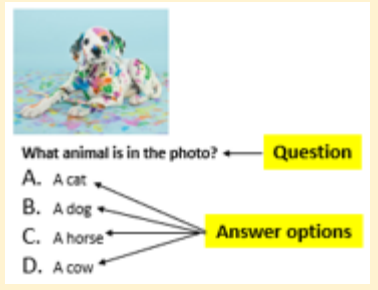 What animal is in the photo? Question
A. A cat
B. A dog
C. A horse
Answer options
D. A cow